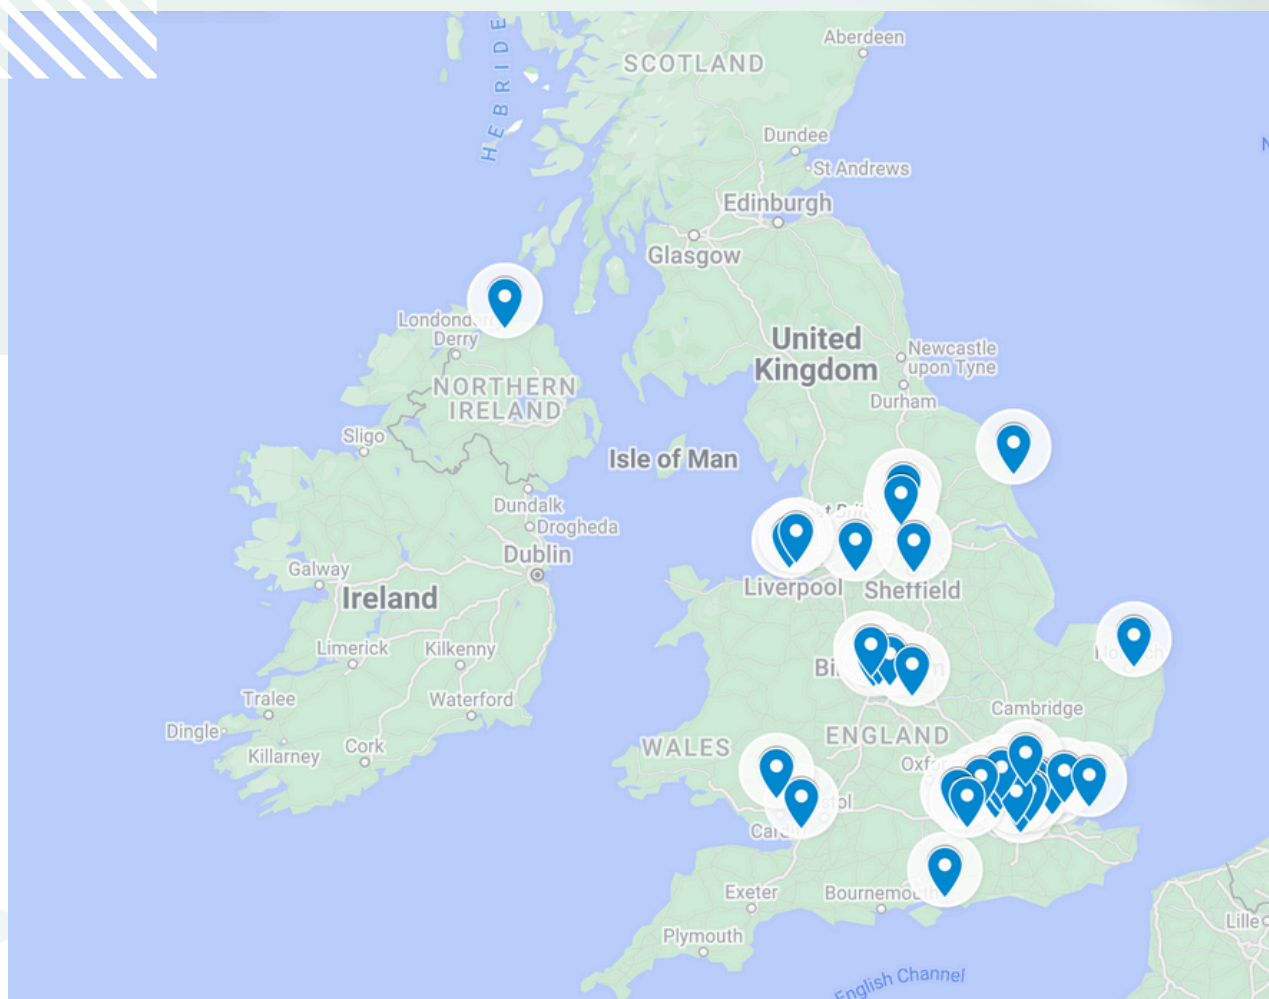 Aberdeen
SCOTLAND
HEBRIDE
Dundee
St Andrews
Edinburgh
Glasgow
Londonder
Derry
United
Kingdom
Newcastle
upon Tyne
Durham
NORTHERN
IRELAND
Sligo
Isle of Man
Dundalk
Drogheda
Dublin
Galway
Ireland
Liverpool
Sheffield
Limerick
Kilkenny
Tralee
Waterford
Dingle
Killarney
Cork
Cambridge
WALES
ENGLAND
Exeter
Bournemouth
Plymouth
Lille
English Channel